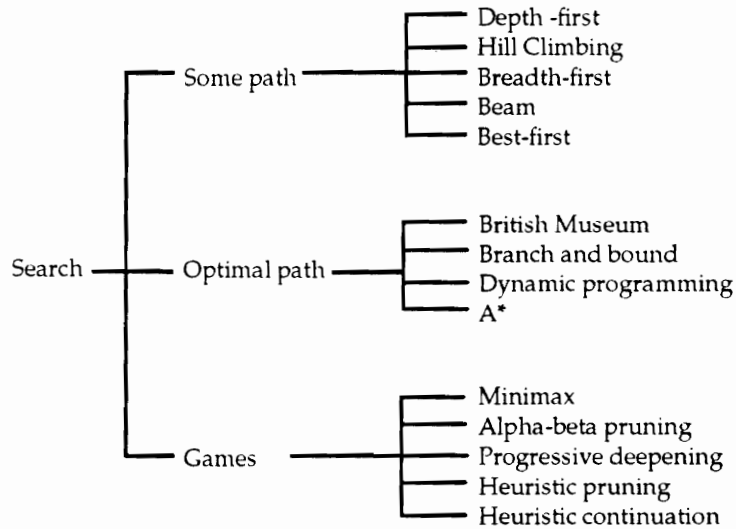 Depth -first
Hill Climbing
Some path
Breadth-first
Beam
Best-first
British Museum
Branch and bound
Search
Optimal path
Dynamic programming
A*
Minimax
Alpha-beta pruning
Games
Progressive deepening
Heuristic pruning
Heuristic continuation